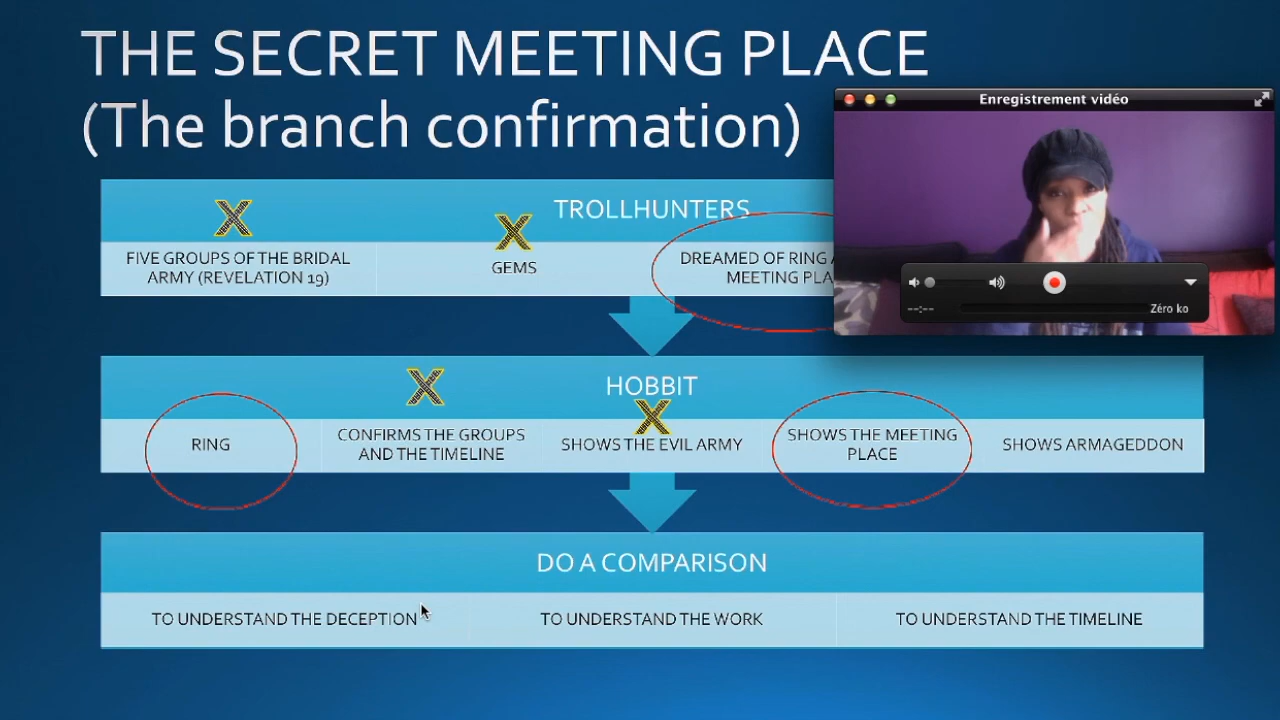 THE SECRET MEETING PLACE
(The branch confirmation)
Enregistrement vidéo
--:--
Zéro ko
TROLLHUNTERS
X
X
FIVE GROUPS OF THE BRIDAL
ARMY (REVELATION 19)
GEMS
DREAMED OF RING
MEETING
HOBBIT
X
X
RING
CONFIRMS THE GROUPS
AND THE TIMELINE
SHOWS THE EVIL ARMY
SHOWS THE MEETING
PLACE
SHOWS ARMAGEDDON
DO A COMPARISON
TO UNDERSTAND THE DECEPTION
TO UNDERSTAND THE WORK
TO UNDERSTAND THE TIMELINE